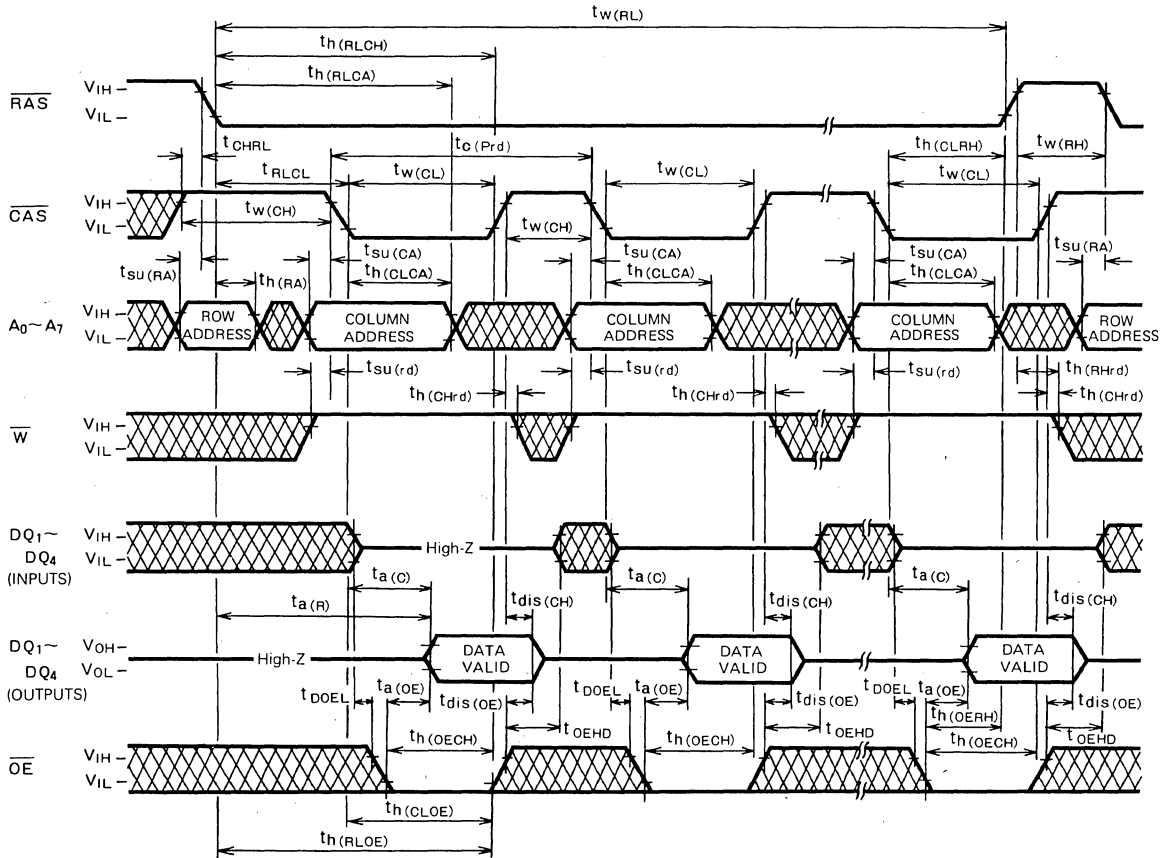 tw(RL)
th(RLCH)
th(RLCA)
RAS
VIH
VIL
tCHRL
tRLCL
tc(Prd)
th(CLRH)
tw(RH)
tw(CL)
tw(CL)
tw(CL)
CAS
VIH
VIL
tw(CH)
tw(CH)
tsu(RA)
th(RA)
tsu(CA)
th(CLCA)
tsu(CA)
th(CLCA)
tsu(CA)
th(CLCA)
tsu(RA)
A0~A7
VIH
VIL
ROW ADDRESS
COLUMN ADDRESS
COLUMN ADDRESS
COLUMN ADDRESS
ROW ADDRESS
tsu(rd)
th(CHrd)
tsu(rd)
th(CHrd)
tsu(rd)
th(RHrd)
th(CHrd)
W
VIH
VIL
DQ1~
DQ4
(INPUTS)
VIH
VIL
High-Z
ta(C)
ta(C)
ta(C)
ta(R)
tdis(CH)
tdis(CH)
tdis(CH)
DQ1~
DQ4
(OUTPUTS)
VOH
VOL
High-Z
DATA VALID
DATA VALID
DATA VALID
tDOEL
ta(OE)
tdis(OE)
tDOEL
ta(OE)
tdis(OE)
tDOEL
ta(OE)
tdis(OE)
tOEHD
tOEHD
th(OERH)
tOEHD
th(OECH)
th(OECH)
th(OECH)
OE
VIH
VIL
th(CLOE)
th(RLOE)